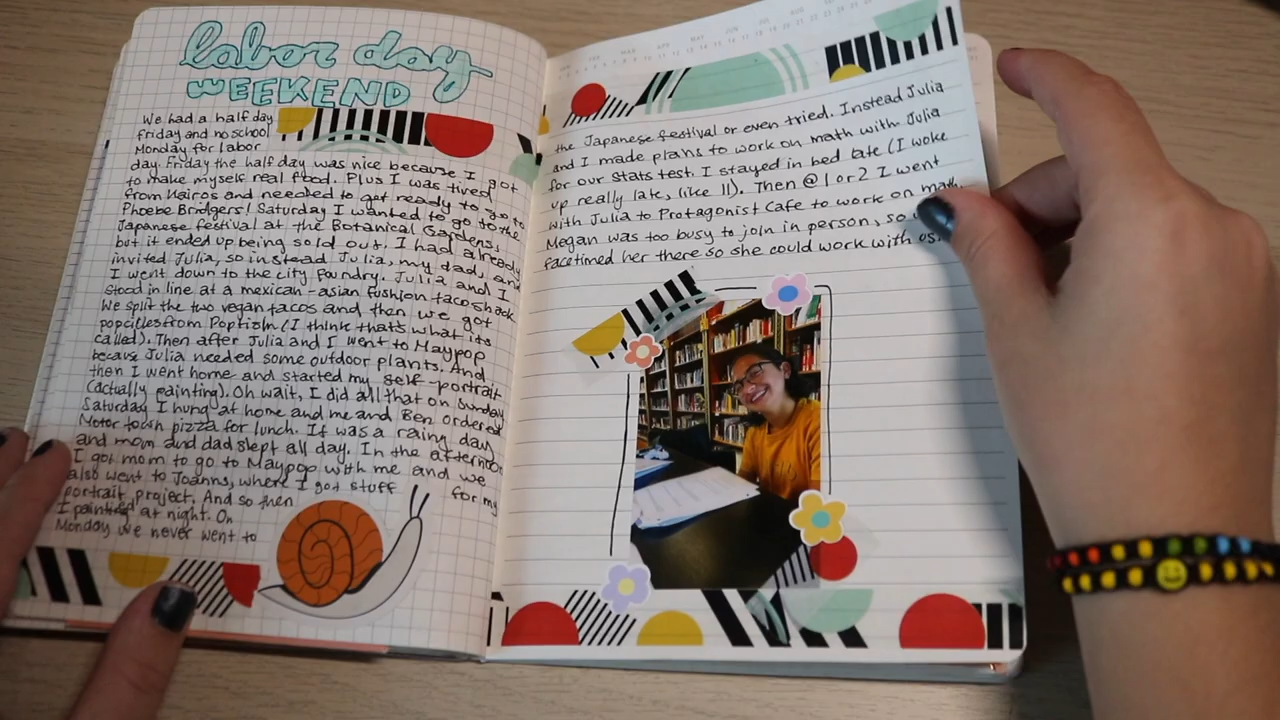 labor day
WEEKEND
We had a half day
friday and no school
Monday for labor
day. Friday the half day was nice because I got
to make myself real food. Plus I was tired
from Kairos and needed to get ready to go to
Phoebe Bridgers! Saturday I wanted to go to the
Japanese festival at the Botanical Gardens,
but it ended up being sold out. I had already
invited Julia, so instead Julia, my dad, and
I went down to the city foundry. Julia and I
stood in line at a mexican-asian fushion taco shack
We split the two vegan tacos and then we got
popcicles from Poptism (I think that's what its
called). Then after Julia and I went to Maypop
because Julia needed some outdoor plants. And
then I went home and started my self-portrait
(actually painting). Oh wait, I did all that on Sunday
Saturday I hung at home and me and Ben ordered
Motor town pizza for lunch. It was a rainy day
and mom and dad slept all day. In the afternoon
I got mom to go to Maypop with me and we
also went to Joanns, where I got stuff for my
portrait project. And so then
I painted at night. On
Monday we never went to
MAR APR MAY JUN JUL AUG
the Japanese festival or even tried. Instead Julia
and I made plans to work on math with Julia
for our stats test. I stayed in bed late (I woke
up really late, like 11). Then @ 1 or 2 I went
with Julia to Protagonist Cafe to work on math.
Megan was too busy to join in person, so
facetimed her there so she could work with us.